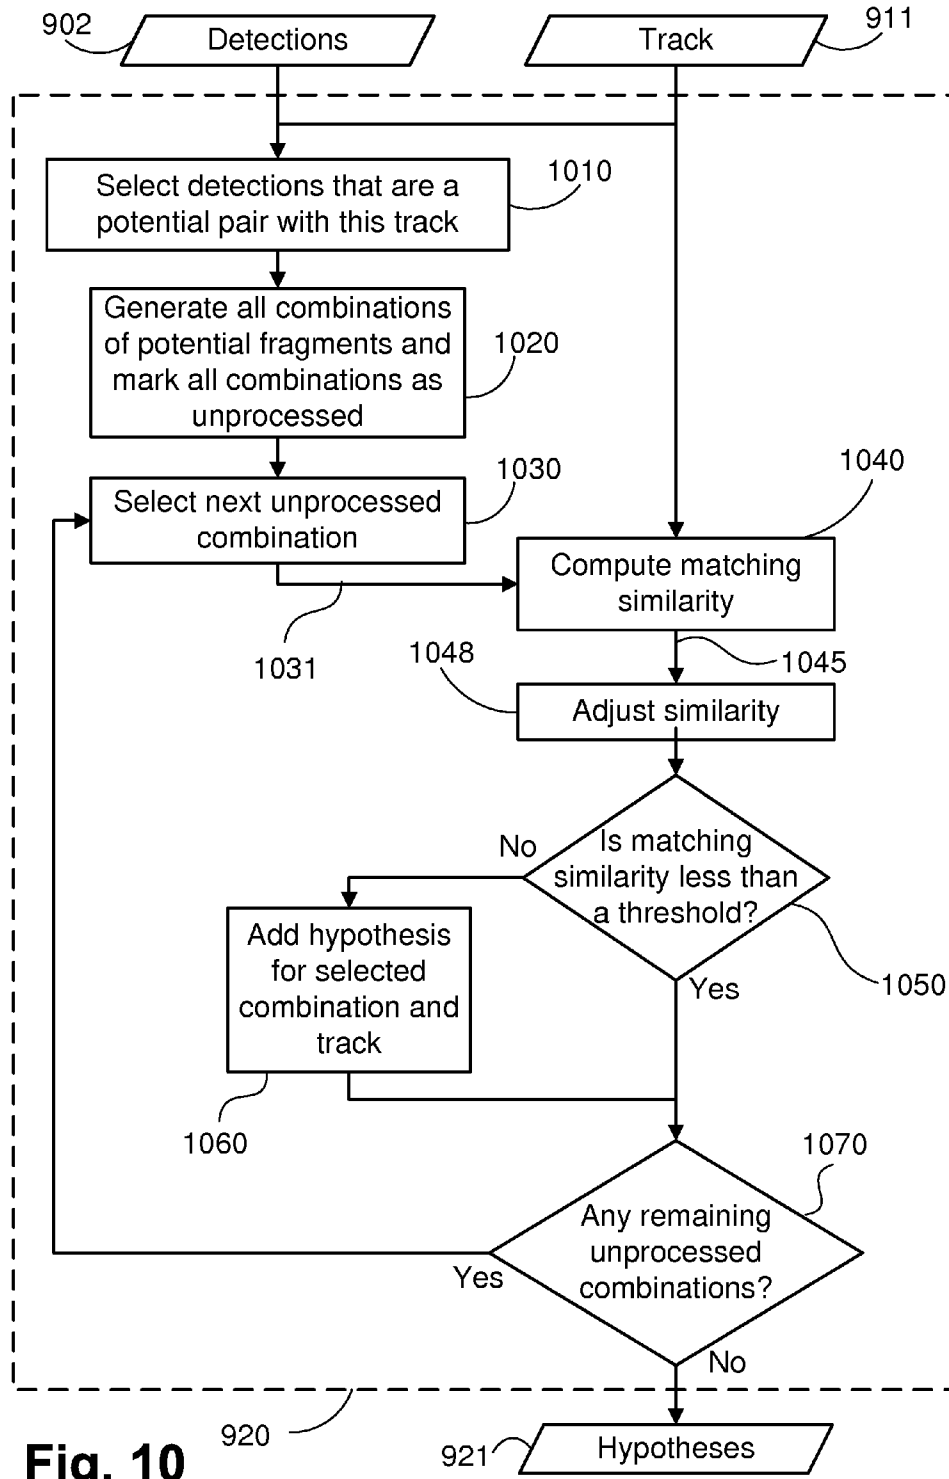 902
Detections
Track
911
Select detections that are a
potential pair with this track
1010
Generate all combinations
of potential fragments and
mark all combinations as
unprocessed
1020
Select next unprocessed
combination
1030
1031
1040
Compute matching
similarity
1045
1048
Adjust similarity
Is matching
similarity less than
a threshold?
No
Yes
1050
Add hypothesis
for selected
combination and
track
1060
1070
Any remaining
unprocessed
combinations?
Yes
No
920
921
Hypotheses
Fig. 10